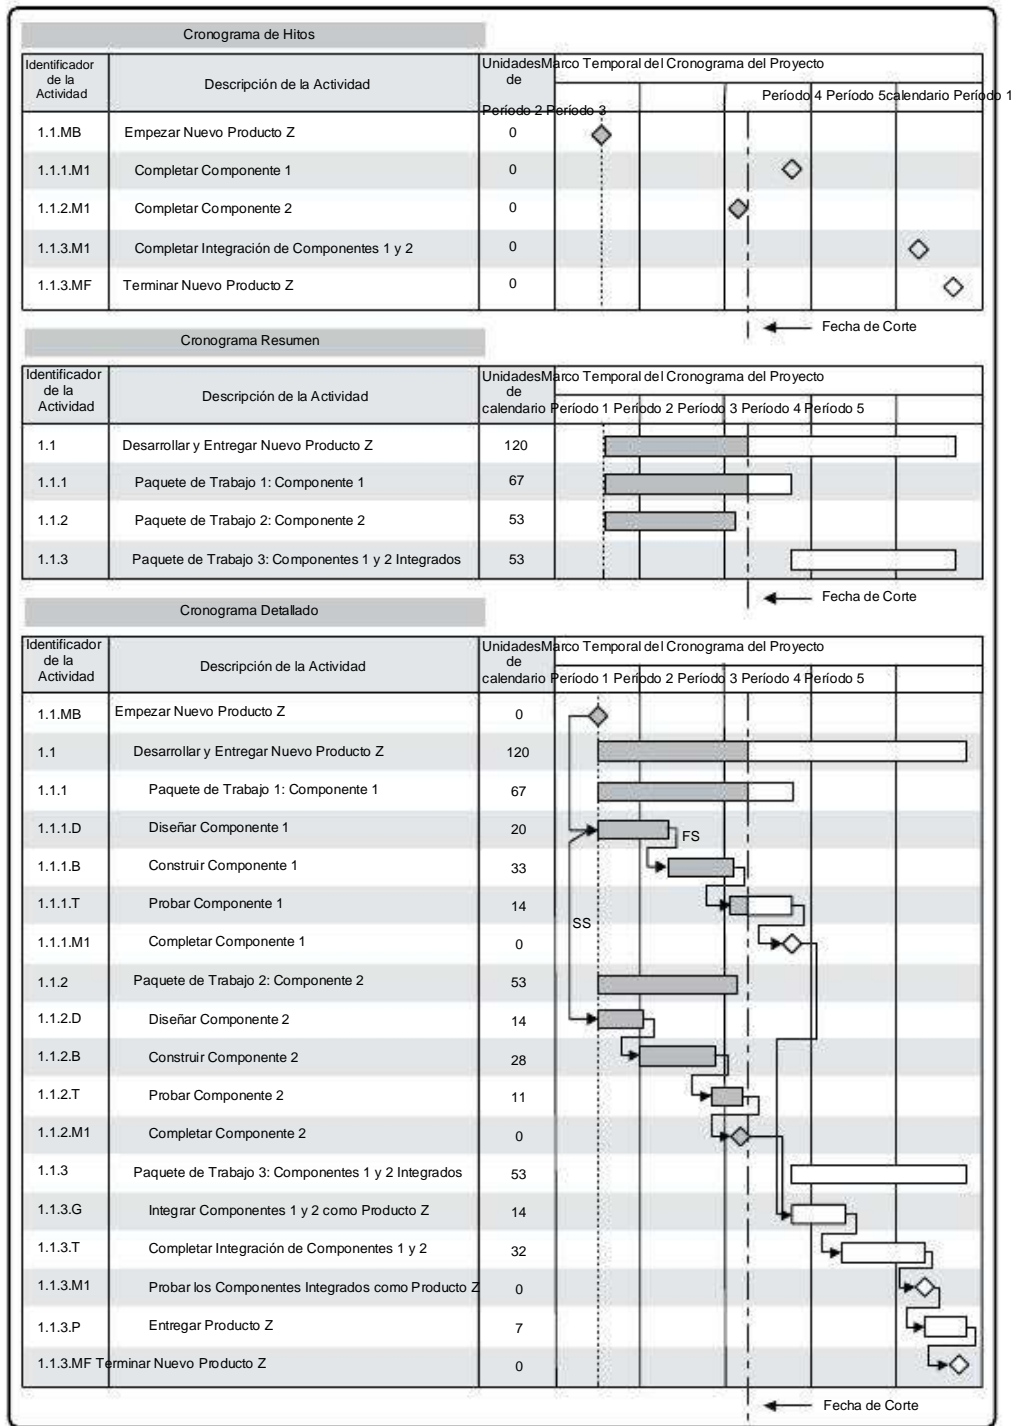 Cronograma de Hitos
Identificador
de la
Actividad
Descripción de la Actividad
UnidadesMarco Temporal del Cronograma del Proyecto
de
Período 4 Período 5calendario Período 1
Período 2 Período 3
1.1.MB Empezar Nuevo Producto Z 0
1.1.1.M1 Completar Componente 1 0
1.1.2.M1 Completar Componente 2 0
1.1.3.M1 Completar Integración de Componentes 1 y 2 0
1.1.3.MF Terminar Nuevo Producto Z 0
Fecha de Corte
Cronograma Resumen
Identificador
de la
Actividad
Descripción de la Actividad
UnidadesMarco Temporal del Cronograma del Proyecto
de
calendario Período 1 Período 2 Período 3 Período 4 Período 5
1.1 Desarrollar y Entregar Nuevo Producto Z 120
1.1.1 Paquete de Trabajo 1: Componente 1 67
1.1.2 Paquete de Trabajo 2: Componente 2 53
1.1.3 Paquete de Trabajo 3: Componentes 1 y 2 Integrados 53
Fecha de Corte
Cronograma Detallado
Identificador
de la
Actividad
Descripción de la Actividad
UnidadesMarco Temporal del Cronograma del Proyecto
de
calendario Período 1 Período 2 Período 3 Período 4 Período 5
1.1.MB Empezar Nuevo Producto Z 0
1.1 Desarrollar y Entregar Nuevo Producto Z 120
1.1.1 Paquete de Trabajo 1: Componente 1 67
1.1.1.D Diseñar Componente 1 20 FS
1.1.1.B Construir Componente 1 33
1.1.1.T Probar Componente 1 14
SS
1.1.1.M1 Completar Componente 1 0
1.1.2 Paquete de Trabajo 2: Componente 2 53
1.1.2.D Diseñar Componente 2 14
1.1.2.B Construir Componente 2 28
1.1.2.T Probar Componente 2 11
1.1.2.M1 Completar Componente 2 0
1.1.3 Paquete de Trabajo 3: Componentes 1 y 2 Integrados 53
1.1.3.G Integrar Componentes 1 y 2 como Producto Z 14
1.1.3.T Completar Integración de Componentes 1 y 2 32
1.1.3.M1 Probar los Componentes Integrados como Producto Z 0
1.1.3.P Entregar Producto Z 7
1.1.3.MF Terminar Nuevo Producto Z 0
Fecha de Corte